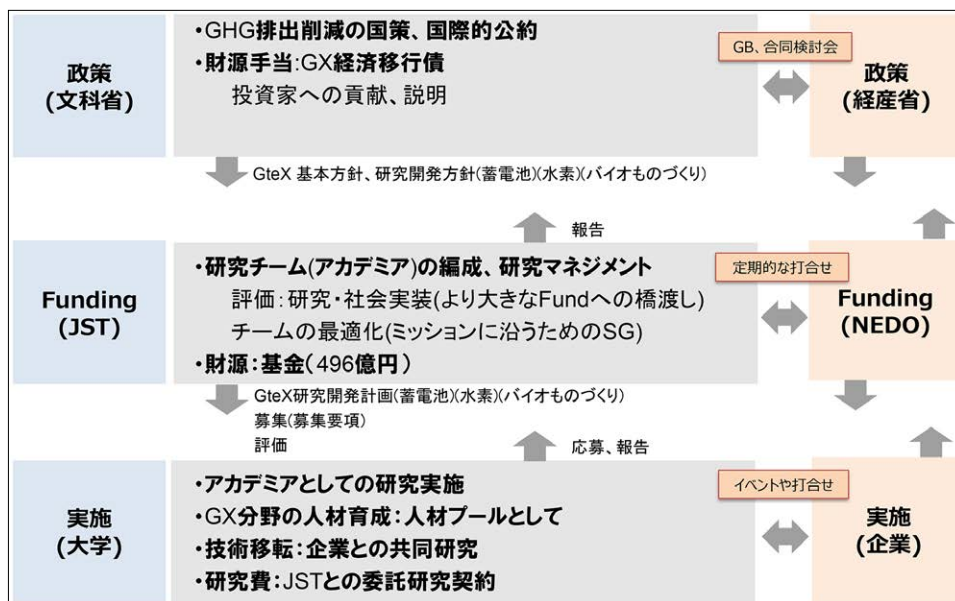 政策
(文科省)
・GHG排出削減の国策、国際的公約
・財源手当:GX経済移行債
投資家への貢献、説明
GB、合同検討会
政策
(経産省)
GteX 基本方針、研究開発方針(蓄電池)(水素)(バイオものづくり)
報告
Funding
(JST)
・研究チーム(アカデミア)の編成、研究マネジメント
評価：研究・社会実装(より大きなFundへの橋渡し)
チームの最適化(ミッションに沿うためのSG)
・財源：基金(496億円)
定期的な打合せ
Funding
(NEDO)
GteX研究開発計画(蓄電池)(水素)(バイオものづくり)
募集(募集要項)
評価
応募、報告
実施
(大学)
・アカデミアとしての研究実施
・GX分野の人材育成：人材プールとして
・技術移転：企業との共同研究
・研究費：JSTとの委託研究契約
イベントや打合せ
実施
(企業)